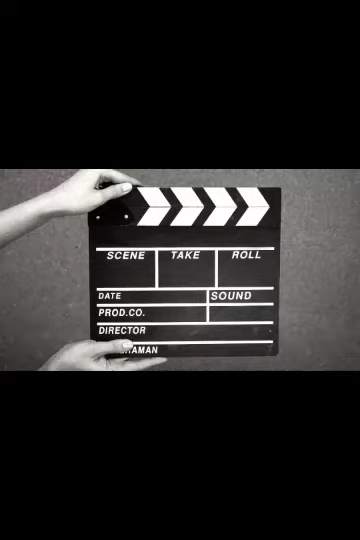 SCENE TAKE ROLL
DATE SOUND
PROD.CO.
DIRECTOR